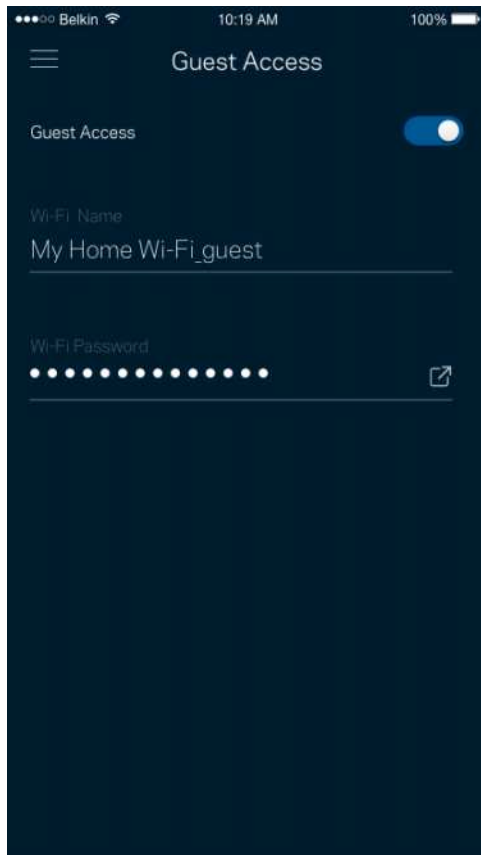 Belkin 10:19 AM 100%
Guest Access
Guest Access
Wi-Fi Name
My Home Wi-Fi_guest
Wi-Fi Password
••••••••••••••